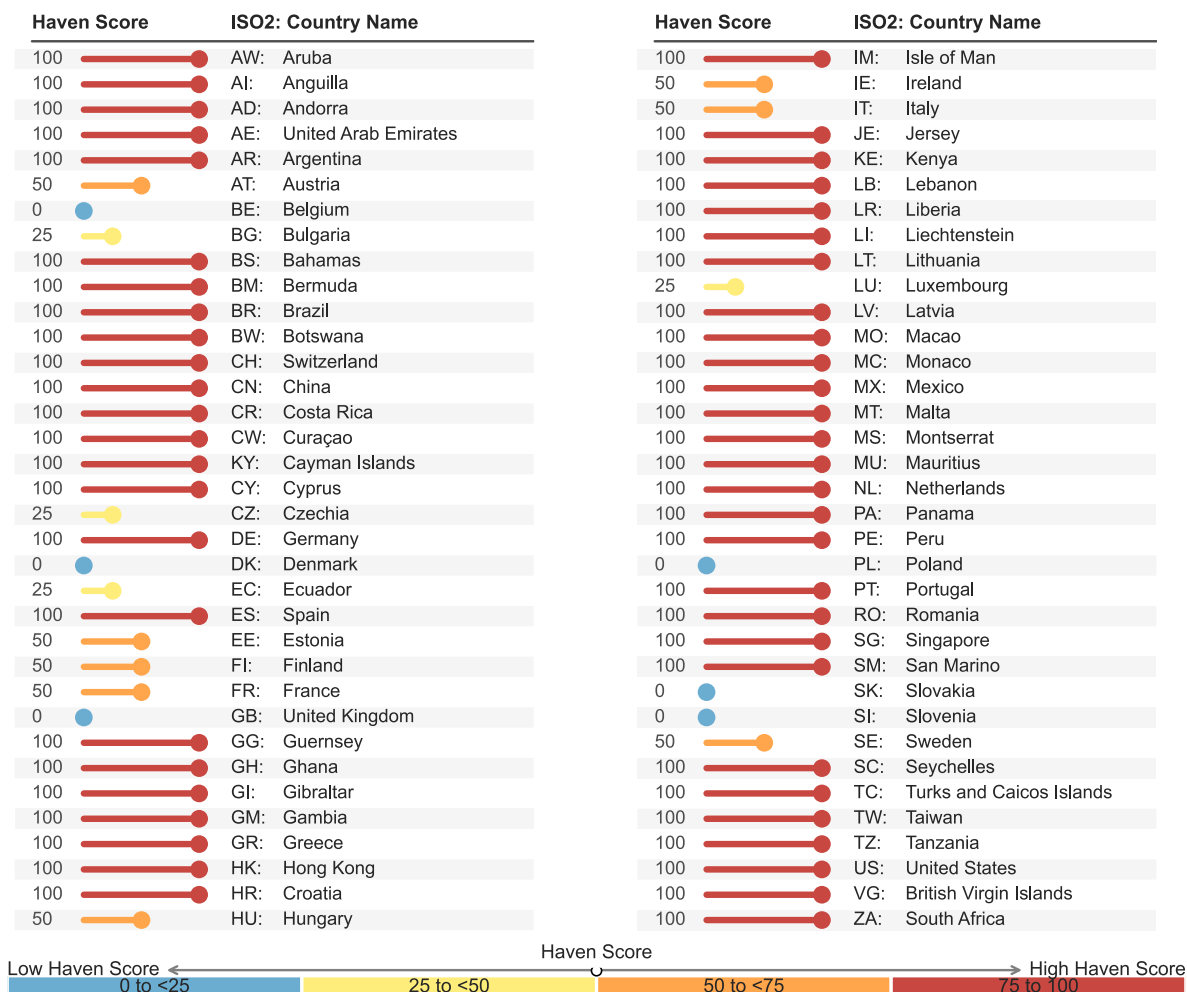 Haven Score ISO2: Country Name
100 AW: Aruba
100 AI: Anguilla
100 AD: Andorra
100 AE: United Arab Emirates
100 AR: Argentina
50 AT: Austria
0 BE: Belgium
25 BG: Bulgaria
100 BS: Bahamas
100 BM: Bermuda
100 BR: Brazil
100 BW: Botswana
100 CH: Switzerland
100 CN: China
100 CR: Costa Rica
100 CW: Curaçao
100 KY: Cayman Islands
100 CY: Cyprus
25 CZ: Czechia
100 DE: Germany
0 DK: Denmark
25 EC: Ecuador
100 ES: Spain
50 EE: Estonia
50 FI: Finland
50 FR: France
0 GB: United Kingdom
100 GG: Guernsey
100 GH: Ghana
100 GI: Gibraltar
100 GM: Gambia
100 GR: Greece
100 HK: Hong Kong
100 HR: Croatia
50 HU: Hungary
Haven Score ISO2: Country Name
100 IM: Isle of Man
50 IE: Ireland
50 IT: Italy
100 JE: Jersey
100 KE: Kenya
100 LB: Lebanon
100 LR: Liberia
100 LI: Liechtenstein
100 LT: Lithuania
25 LU: Luxembourg
100 LV: Latvia
100 MO: Macao
100 MC: Monaco
100 MX: Mexico
100 MT: Malta
100 MS: Montserrat
100 MU: Mauritius
100 NL: Netherlands
100 PA: Panama
100 PE: Peru
0 PL: Poland
100 PT: Portugal
100 RO: Romania
100 SG: Singapore
100 SM: San Marino
0 SK: Slovakia
0 SI: Slovenia
50 SE: Sweden
100 SC: Seychelles
100 TC: Turks and Caicos Islands
100 TW: Taiwan
100 TZ: Tanzania
100 US: United States
100 VG: British Virgin Islands
100 ZA: South Africa
Haven Score
Low Haven Score High Haven Score
0 to <25 25 to <50 50 to <75 75 to 100